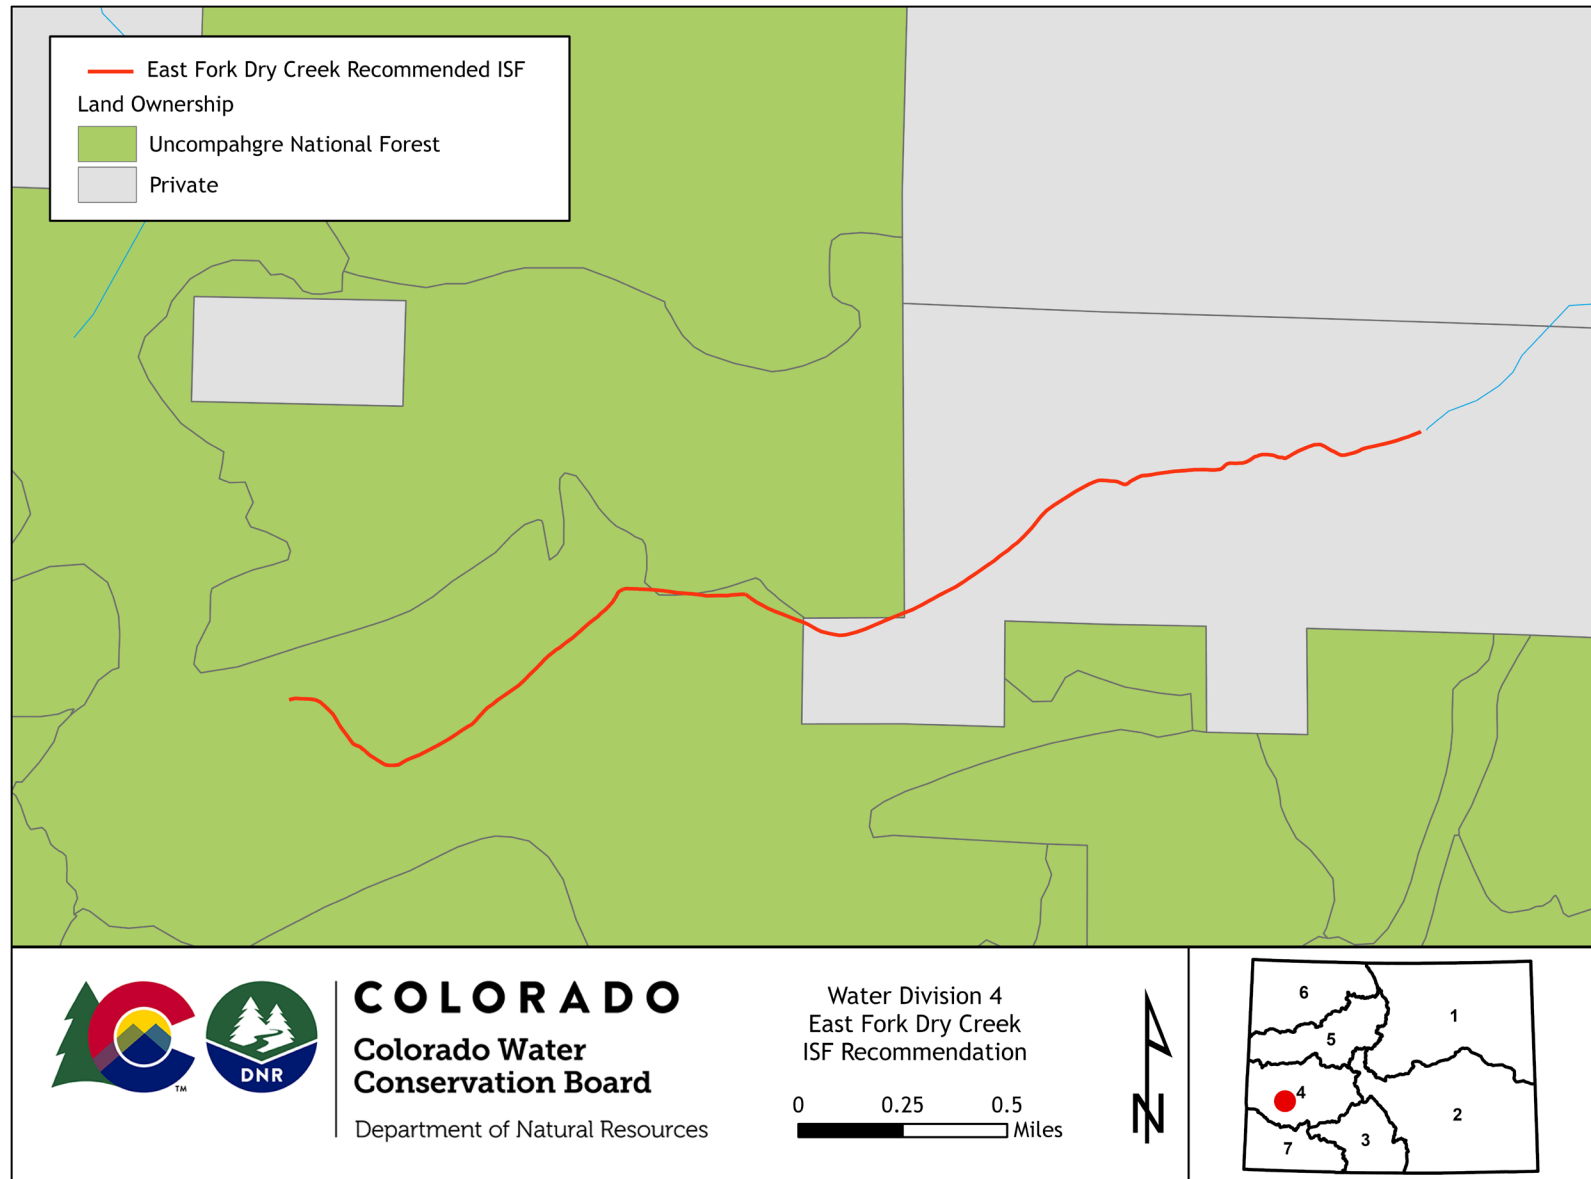 East Fork Dry Creek Recommended ISF
Land Ownership
Uncompahgre National Forest
Private
COLORADO
Colorado Water
Conservation Board
Department of Natural Resources
DNR
TM
Water Division 4
East Fork Dry Creek
ISF Recommendation
0 0.25 0.5
Miles
N
6
1
5
4
2
3
7